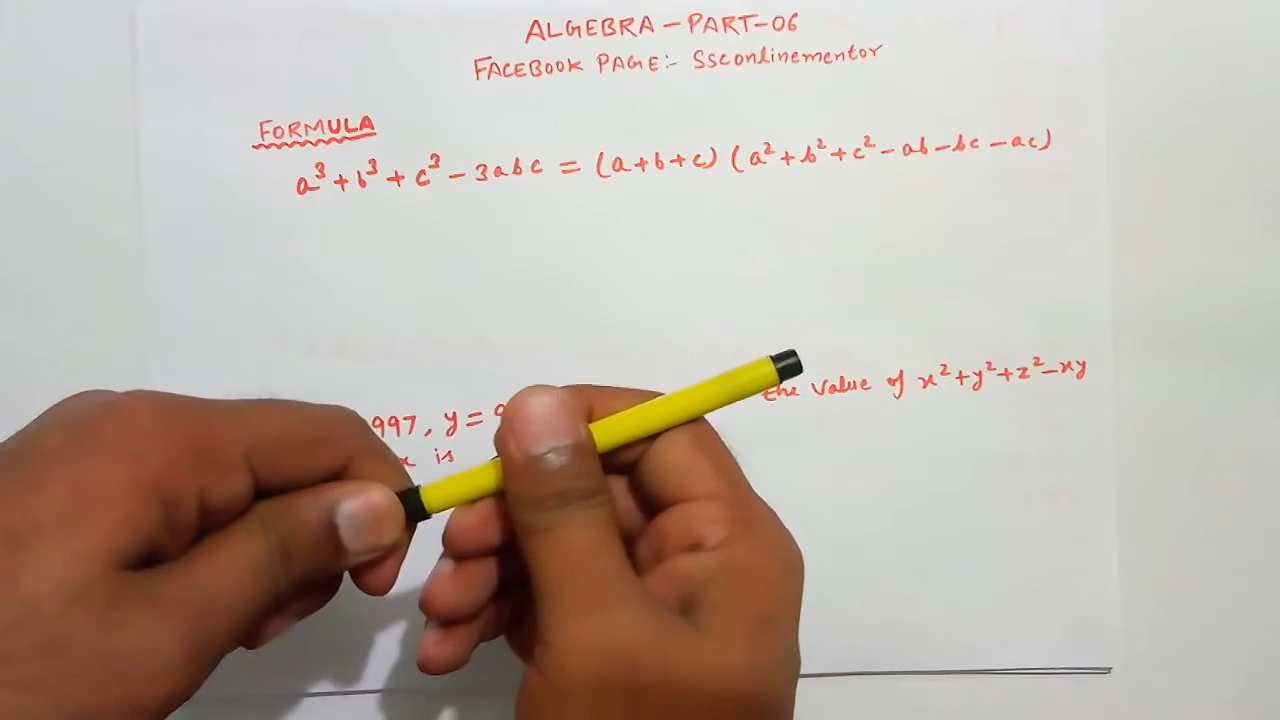 ALGEBRA - PART-06
FACEBOOK PAGE:- Ssconlinementor
FORMULA
a³ + b³ + c³ - 3abc = (a+b+c) (a² + b² + c² - ab - bc - ac)
997, y = the value of x² + y² + z² - xy
x is